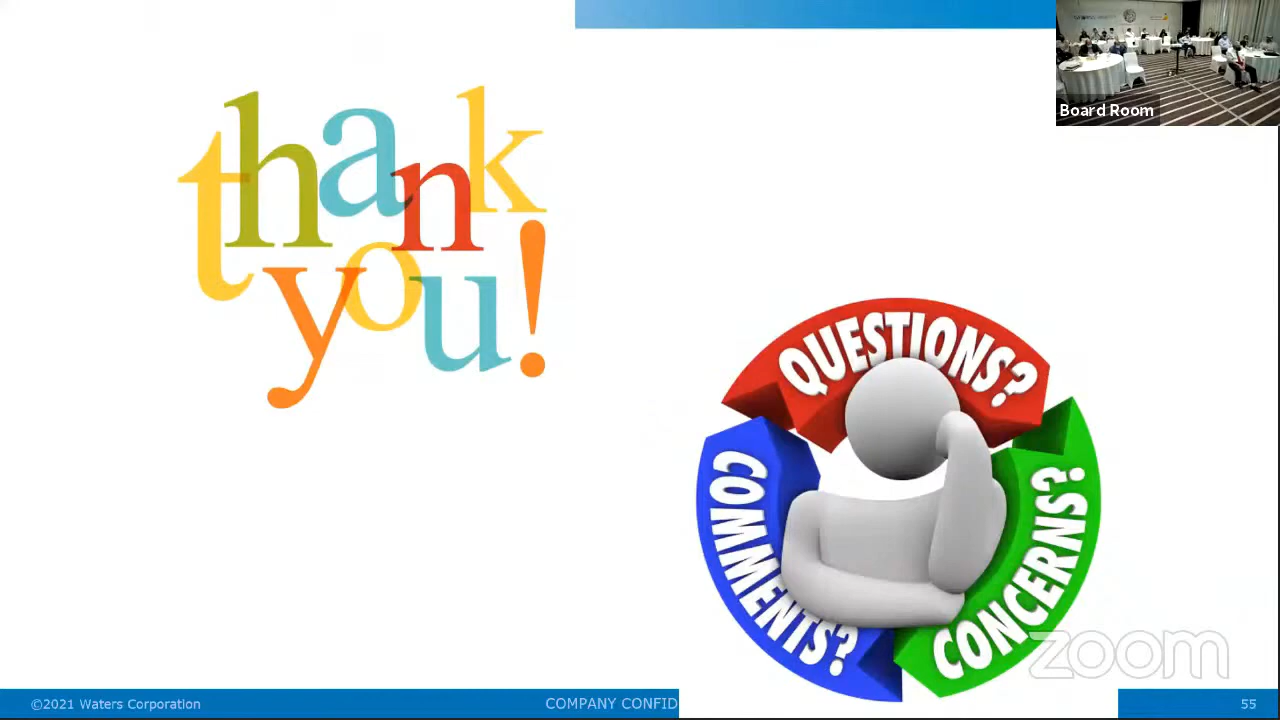 Board Room
thank
you!
QUESTIONS?
COMMENTS?
CONCERNS?
zoom
©2021 Waters Corporation
COMPANY CONFID
55